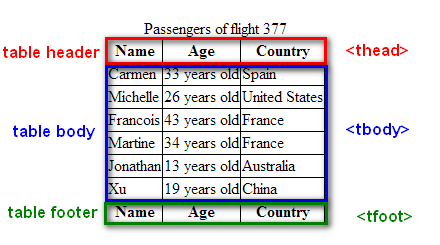 Passengers of flight 377
table header Name Age Country <thead>
Carmen 33 years old Spain
Michelle 26 years old United States
Francois 43 years old France
table body Martine 34 years old France <tbody>
Jonathan 13 years old Australia
Xu 19 years old China
table footer Name Age Country <tfoot>